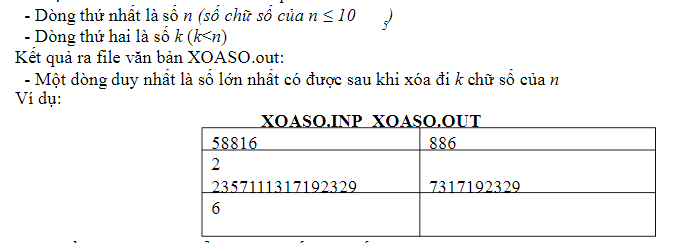 - Dòng thứ nhất là số n (số chữ số của n ≤ 10 5)
- Dòng thứ hai là số k (k<n)
Kết quả ra file văn bản XOASO.out:
- Một dòng duy nhất là số lớn nhất có được sau khi xóa đi k chữ số của n
Ví dụ:
XOASO.INP XOASO.OUT
58816 886
2
2357111317192329 7317192329
6